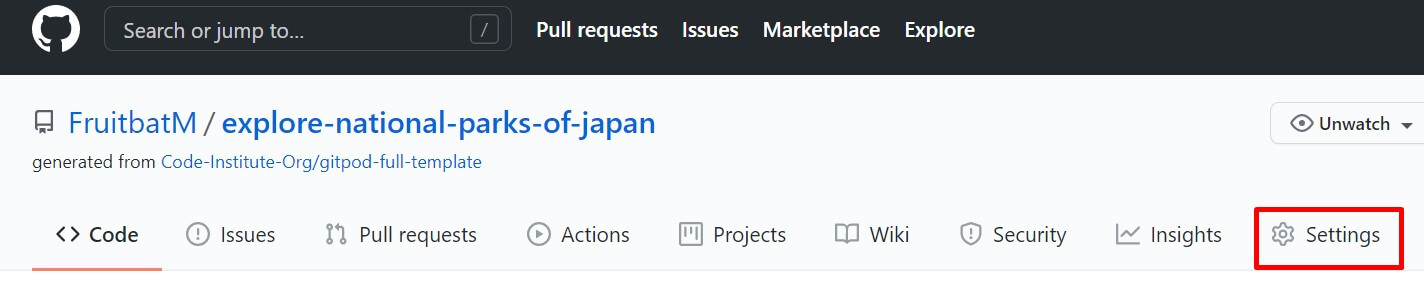 Search or jump to... / Pull requests Issues Marketplace Explore
FruitbatM / explore-national-parks-of-japan Unwatch
generated from Code-Institute-Org/gitpod-full-template
<> Code Issues Pull requests Actions Projects Wiki Security Insights Settings